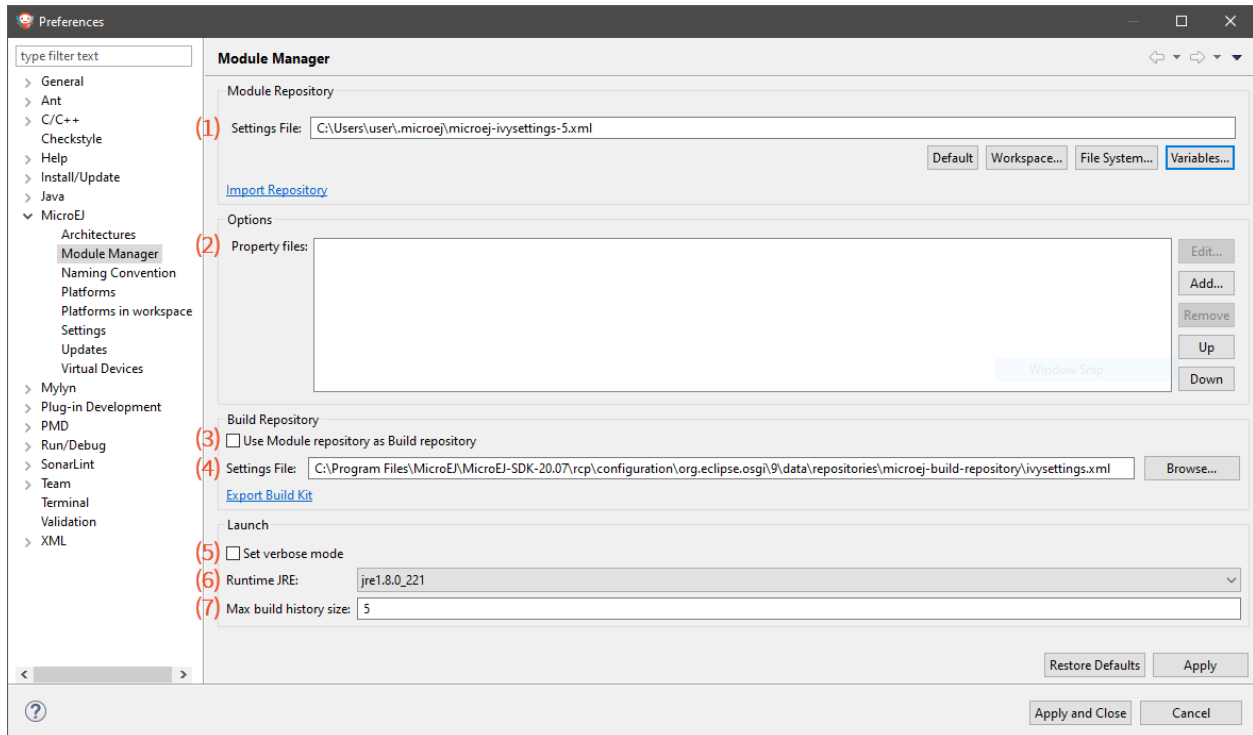 Preferences
type filter text
General
Ant
C/C++
Checkstyle
Help
Install/Update
Java
MicroEJ
Architectures
Module Manager
Naming Convention
Platforms
Platforms in workspace
Settings
Updates
Virtual Devices
Mylyn
Plug-in Development
PMD
Run/Debug
SonarLint
Team
Terminal
Validation
XML
Module Manager
Module Repository
(1) Settings File: C:\Users\user\.microej\microej-ivysettings-5.xml
Default Workspace... File System... Variables...
Import Repository
Options
(2) Property files:
Edit...
Add...
Remove
Up
Window Snip
Down
Build Repository
(3) Use Module repository as Build repository
(4) Settings File: C:\Program Files\MicroEJ\MicroEJ-SDK-20.07\rcp\configuration\org.eclipse.osgi\9\data\repositories\microej-build-repository\ivysettings.xml Browse...
Export Build Kit
Launch
(5) Set verbose mode
(6) Runtime JRE: jre1.8.0_221
(7) Max build history size: 5
Restore Defaults Apply
? Apply and Close Cancel